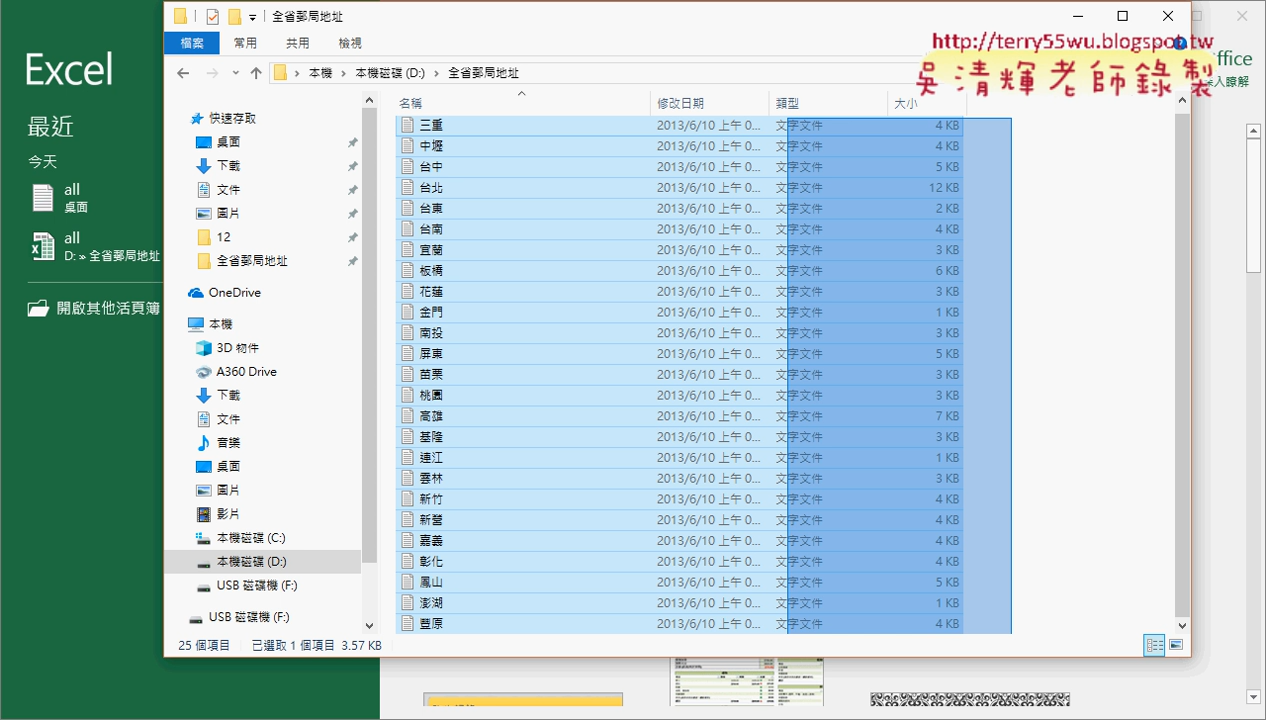 全省郵局地址
檔案 常用 共用 檢視
http://terry55wu.blogspot.tw
吳清輝老師錄製
本機 本機磁碟 (D:) 全省郵局地址
Excel
最近
今天
all
桌面
all
D: » 全省郵局地址
開啟其他活頁簿
快速存取
桌面
下載
文件
圖片
12
全省郵局地址
OneDrive
本機
3D 物件
A360 Drive
下載
文件
音樂
桌面
圖片
影片
本機磁碟 (C:)
本機磁碟 (D:)
USB 磁碟機 (F:)
USB 磁碟機 (F:)
名稱 修改日期 類型 大小
三重 2013/6/10 上午 0... 文字文件 4 KB
中壢 2013/6/10 上午 0... 文字文件 4 KB
台中 2013/6/10 上午 0... 文字文件 5 KB
台北 2013/6/10 上午 0... 文字文件 12 KB
台東 2013/6/10 上午 0... 文字文件 2 KB
台南 2013/6/10 上午 0... 文字文件 4 KB
宜蘭 2013/6/10 上午 0... 文字文件 3 KB
板橋 2013/6/10 上午 0... 文字文件 6 KB
花蓮 2013/6/10 上午 0... 文字文件 3 KB
金門 2013/6/10 上午 0... 文字文件 1 KB
南投 2013/6/10 上午 0... 文字文件 3 KB
屏東 2013/6/10 上午 0... 文字文件 5 KB
苗栗 2013/6/10 上午 0... 文字文件 3 KB
桃園 2013/6/10 上午 0... 文字文件 3 KB
高雄 2013/6/10 上午 0... 文字文件 7 KB
基隆 2013/6/10 上午 0... 文字文件 3 KB
連江 2013/6/10 上午 0... 文字文件 1 KB
雲林 2013/6/10 上午 0... 文字文件 3 KB
新竹 2013/6/10 上午 0... 文字文件 4 KB
新營 2013/6/10 上午 0... 文字文件 4 KB
嘉義 2013/6/10 上午 0... 文字文件 4 KB
彰化 2013/6/10 上午 0... 文字文件 4 KB
鳳山 2013/6/10 上午 0... 文字文件 5 KB
澎湖 2013/6/10 上午 0... 文字文件 1 KB
豐原 2013/6/10 上午 0... 文字文件 4 KB
25 個項目 已選取 1 個項目 3.57 KB